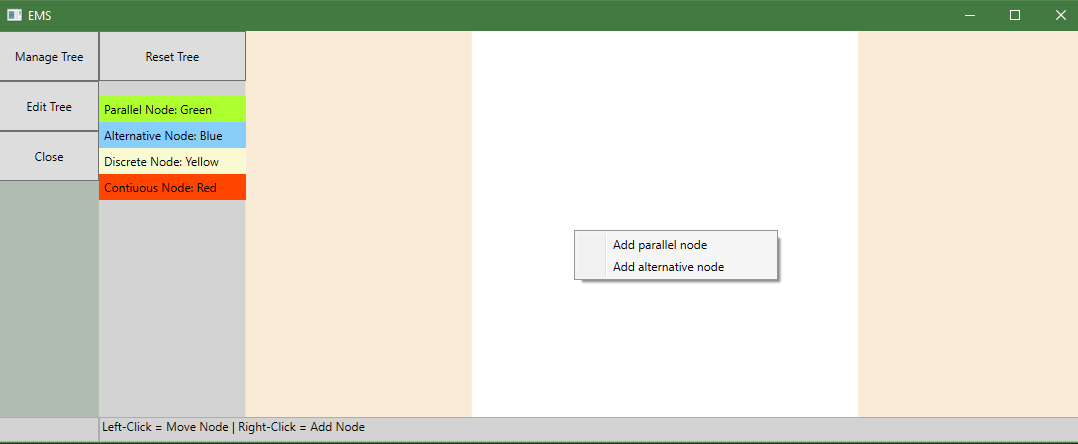 EMS
Manage Tree
Reset Tree
Edit Tree
Close
Parallel Node: Green
Alternative Node: Blue
Discrete Node: Yellow
Contiuous Node: Red
Add parallel node
Add alternative node
Left-Click = Move Node | Right-Click = Add Node